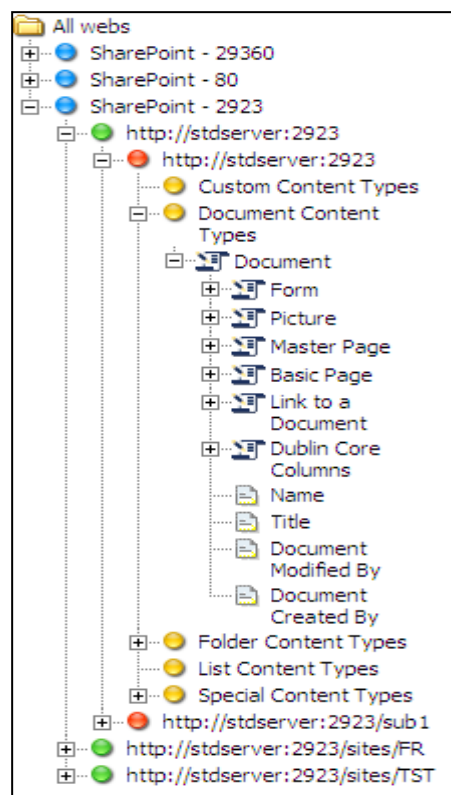 All webs
SharePoint - 29360
SharePoint - 80
SharePoint - 2923
http://stdserver:2923
http://stdserver:2923
Custom Content Types
Document Content
Types
Document
Form
Picture
Master Page
Basic Page
Link to a
Document
Dublin Core
Columns
Name
Title
Document
Modified By
Document
Created By
Folder Content Types
List Content Types
Special Content Types
http://stdserver:2923/sub1
http://stdserver:2923/sites/FR
http://stdserver:2923/sites/TST